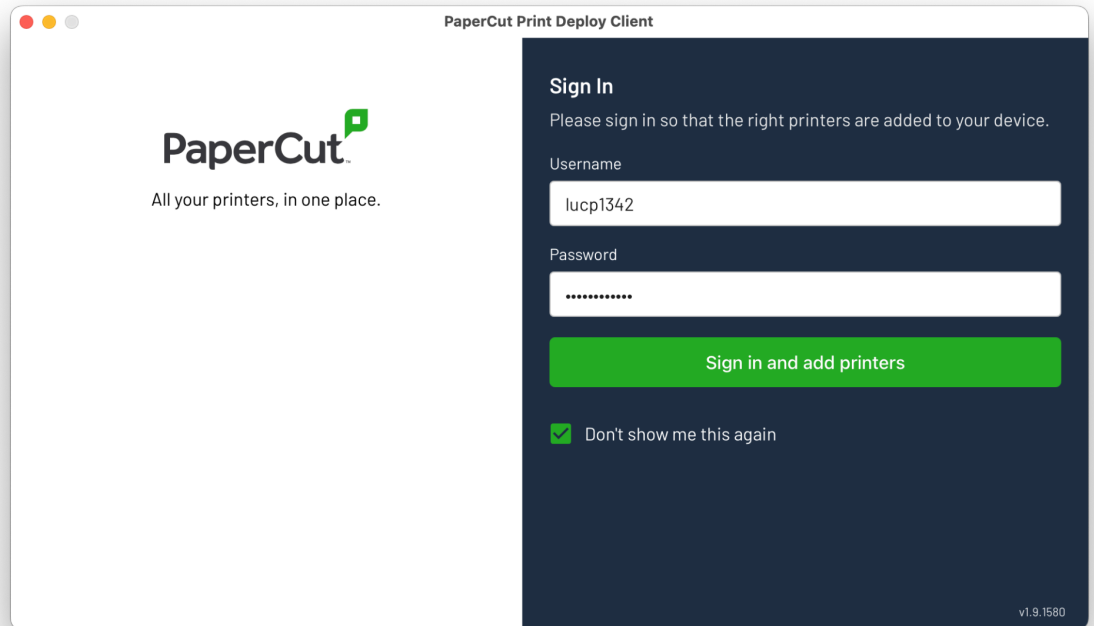 PaperCut Print Deploy Client
PaperCut™
All your printers, in one place.
Sign In
Please sign in so that the right printers are added to your device.
Username
lucp1342
Password
••••••••••••
Sign in and add printers
Don't show me this again
v1.9.1580